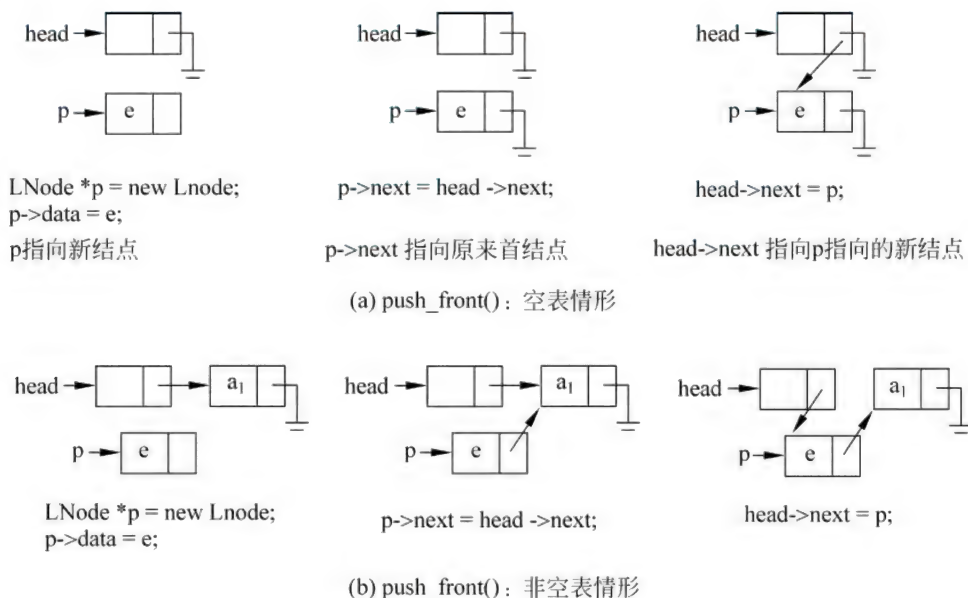 head
head
head
p
e
p
e
p
e
LNode *p = new Lnode;
p->data = e;
p指向新结点
p->next = head ->next;
p->next 指向原来首结点
head->next = p;
head->next 指向p指向的新结点
(a) push_front()：空表情形
head
a₁
head
a₁
head
a₁
p
e
p
e
p
e
LNode *p = new Lnode;
p->data = e;
p->next = head ->next;
head->next = p;
(b) push_front()：非空表情形